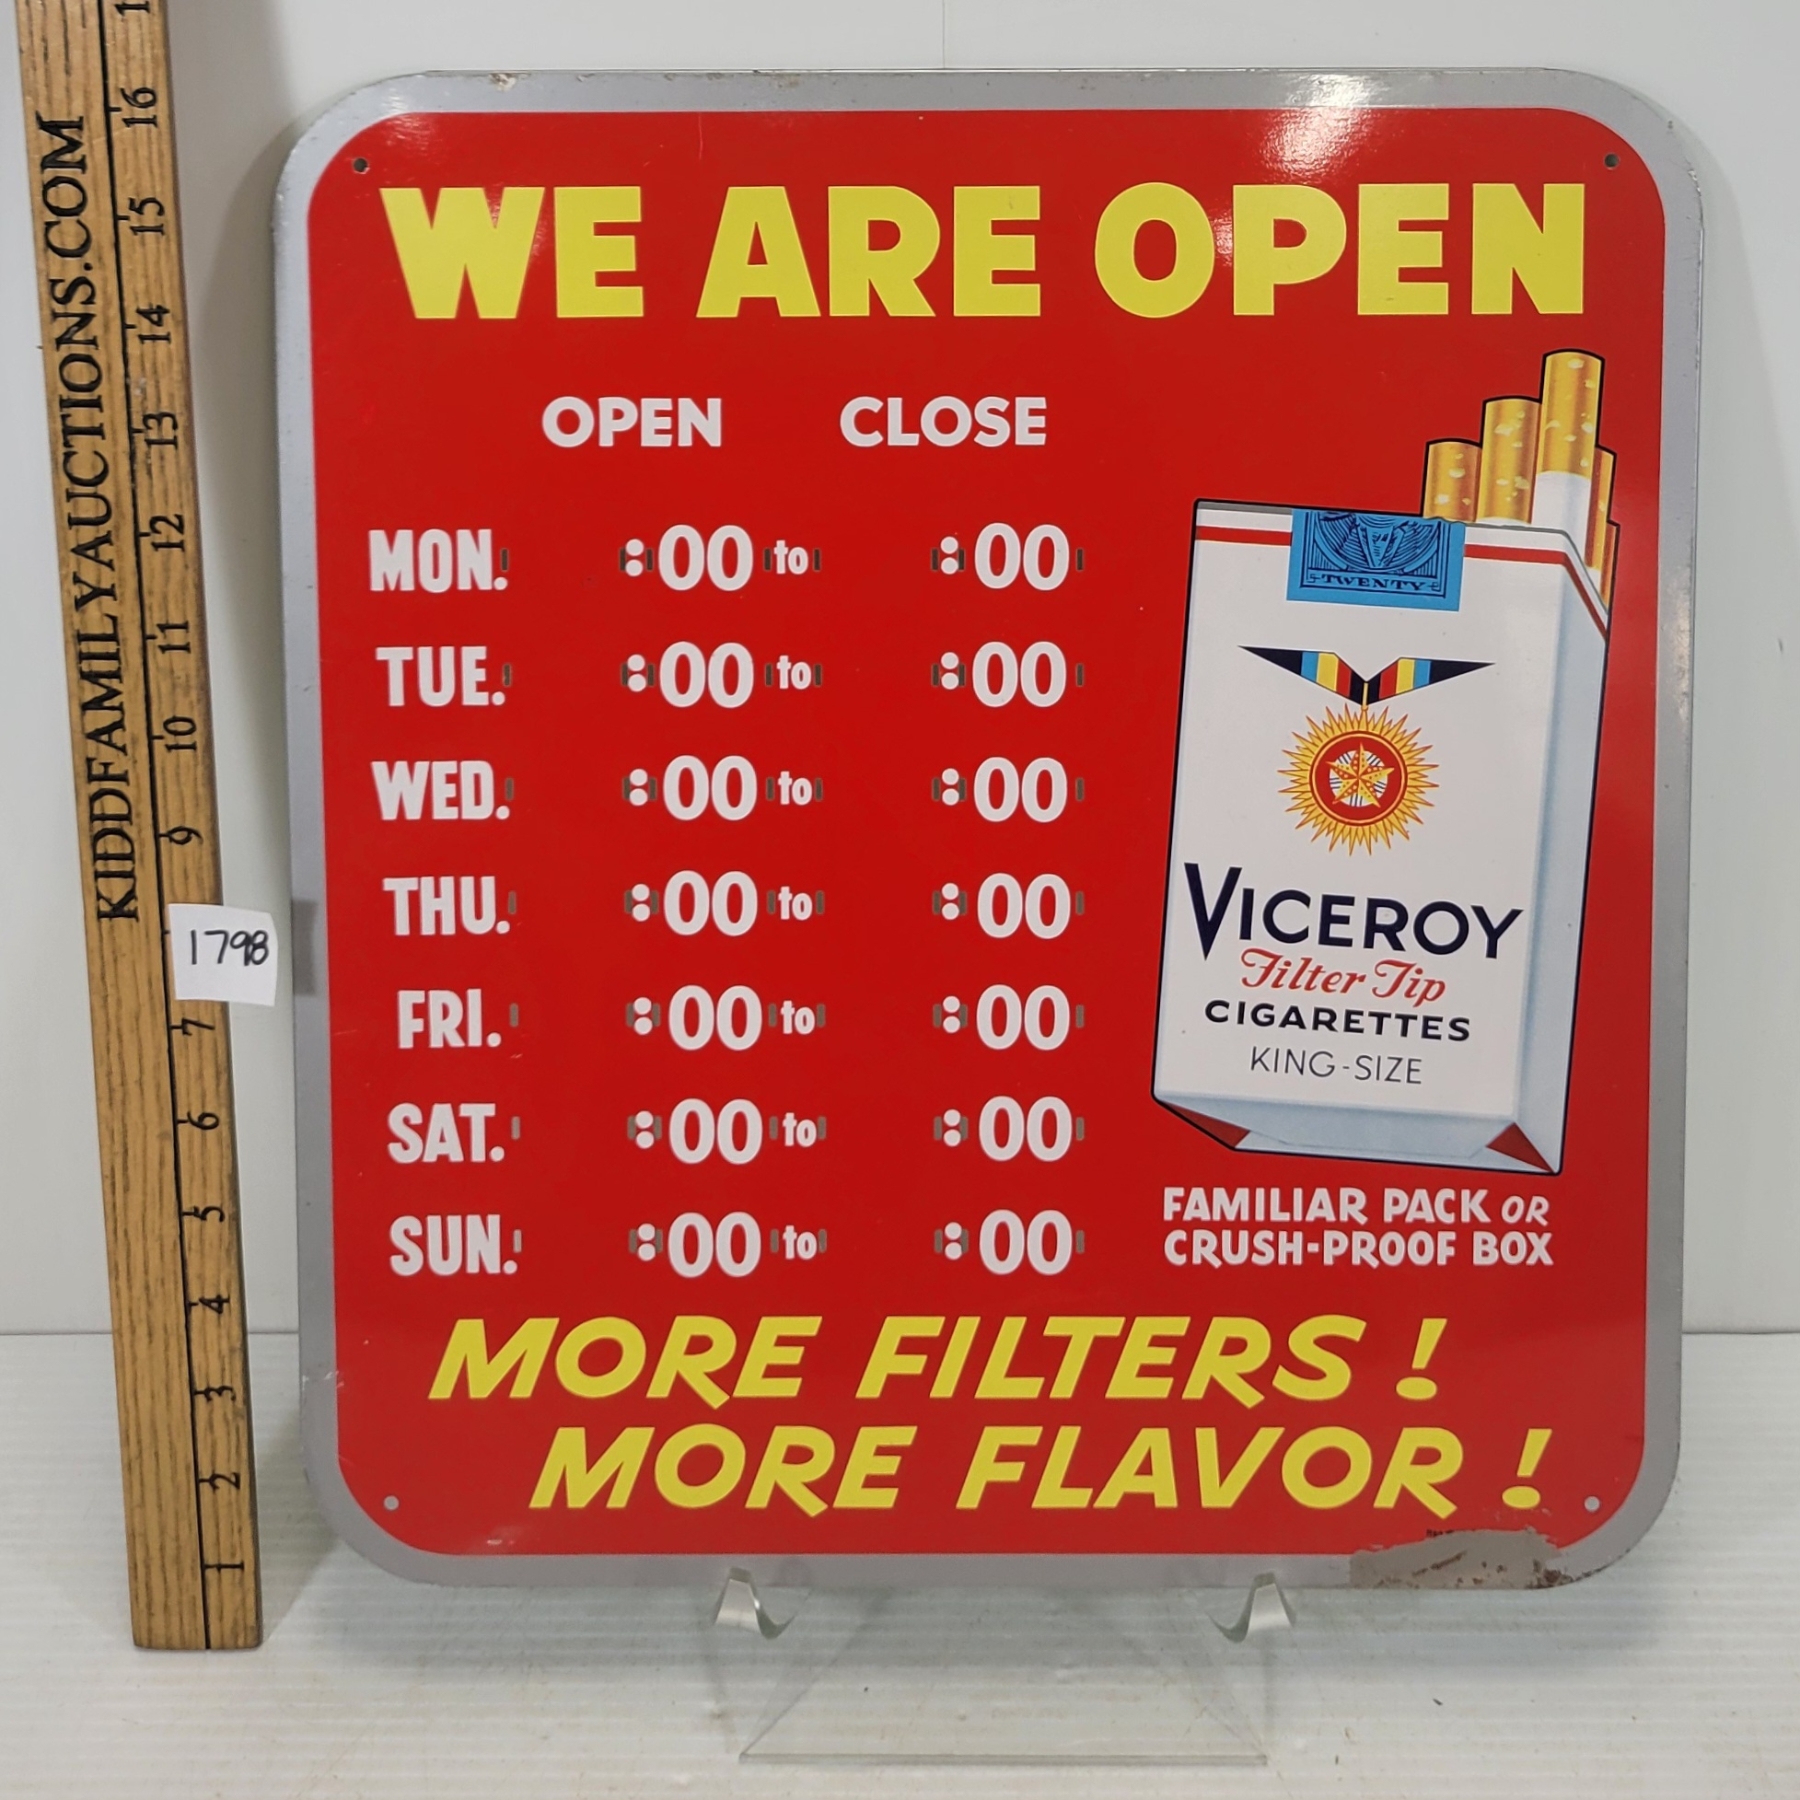 WE ARE OPEN
OPEN CLOSE
MON. :00 to :00
TUE. :00 to :00
WED. :00 to :00
THU. :00 to :00
FRI. :00 to :00
SAT. :00 to :00
SUN. :00 to :00
TWENTY
VICEROY
Filter Tip
CIGARETTES
KING-SIZE
FAMILIAR PACK OR
CRUSH-PROOF BOX
MORE FILTERS !
MORE FLAVOR !
KIDDFAMILYAUCTIONS.COM
1798
16
15
14
13
12
11
10
9
7
6
5
4
3
2
1